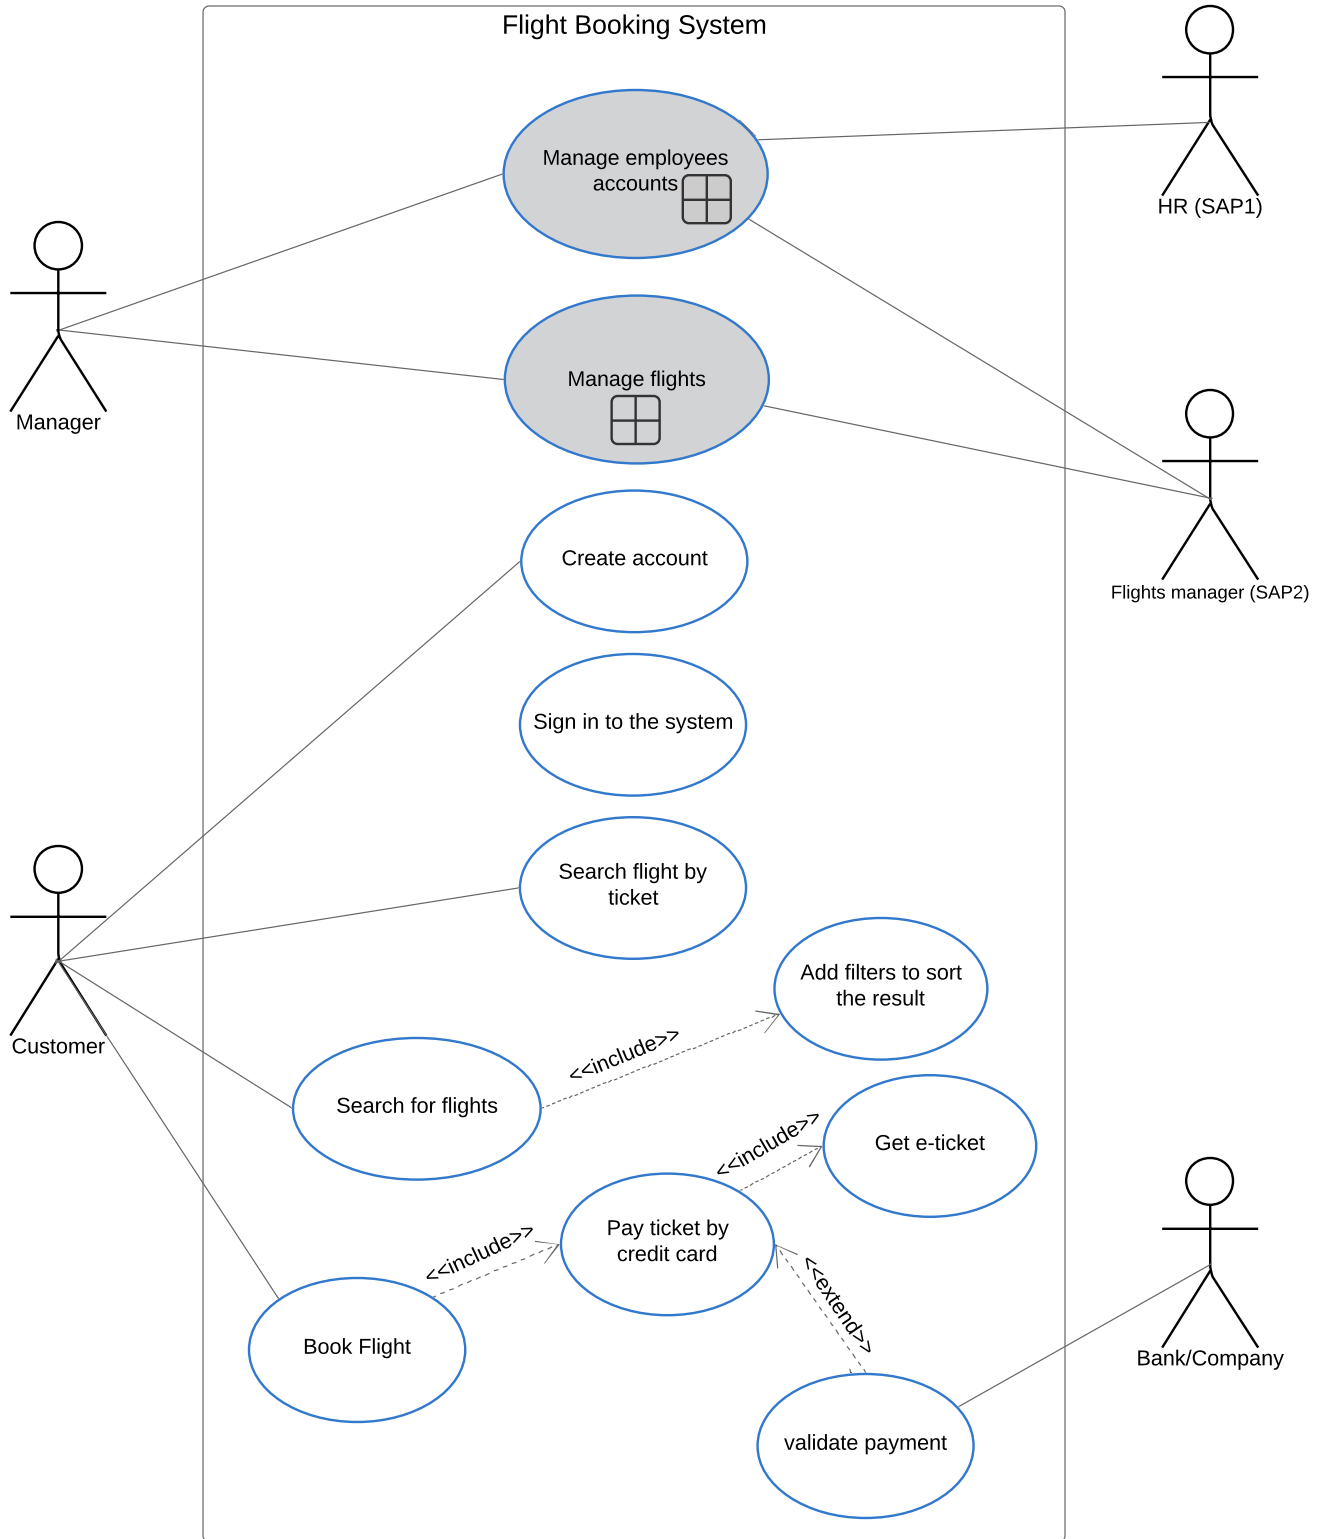 Flight Booking System
Manage employees
accounts
HR (SAP1)
Manager
Manage flights
Create account
Flights manager (SAP2)
Sign in to the system
Search flight by
ticket
Add filters to sort
the result
Customer
<<include>>
Search for flights
<<include>>
Get e-ticket
Pay ticket by
credit card
<<include>>
<<extend>>
Book Flight
Bank/Company
validate payment